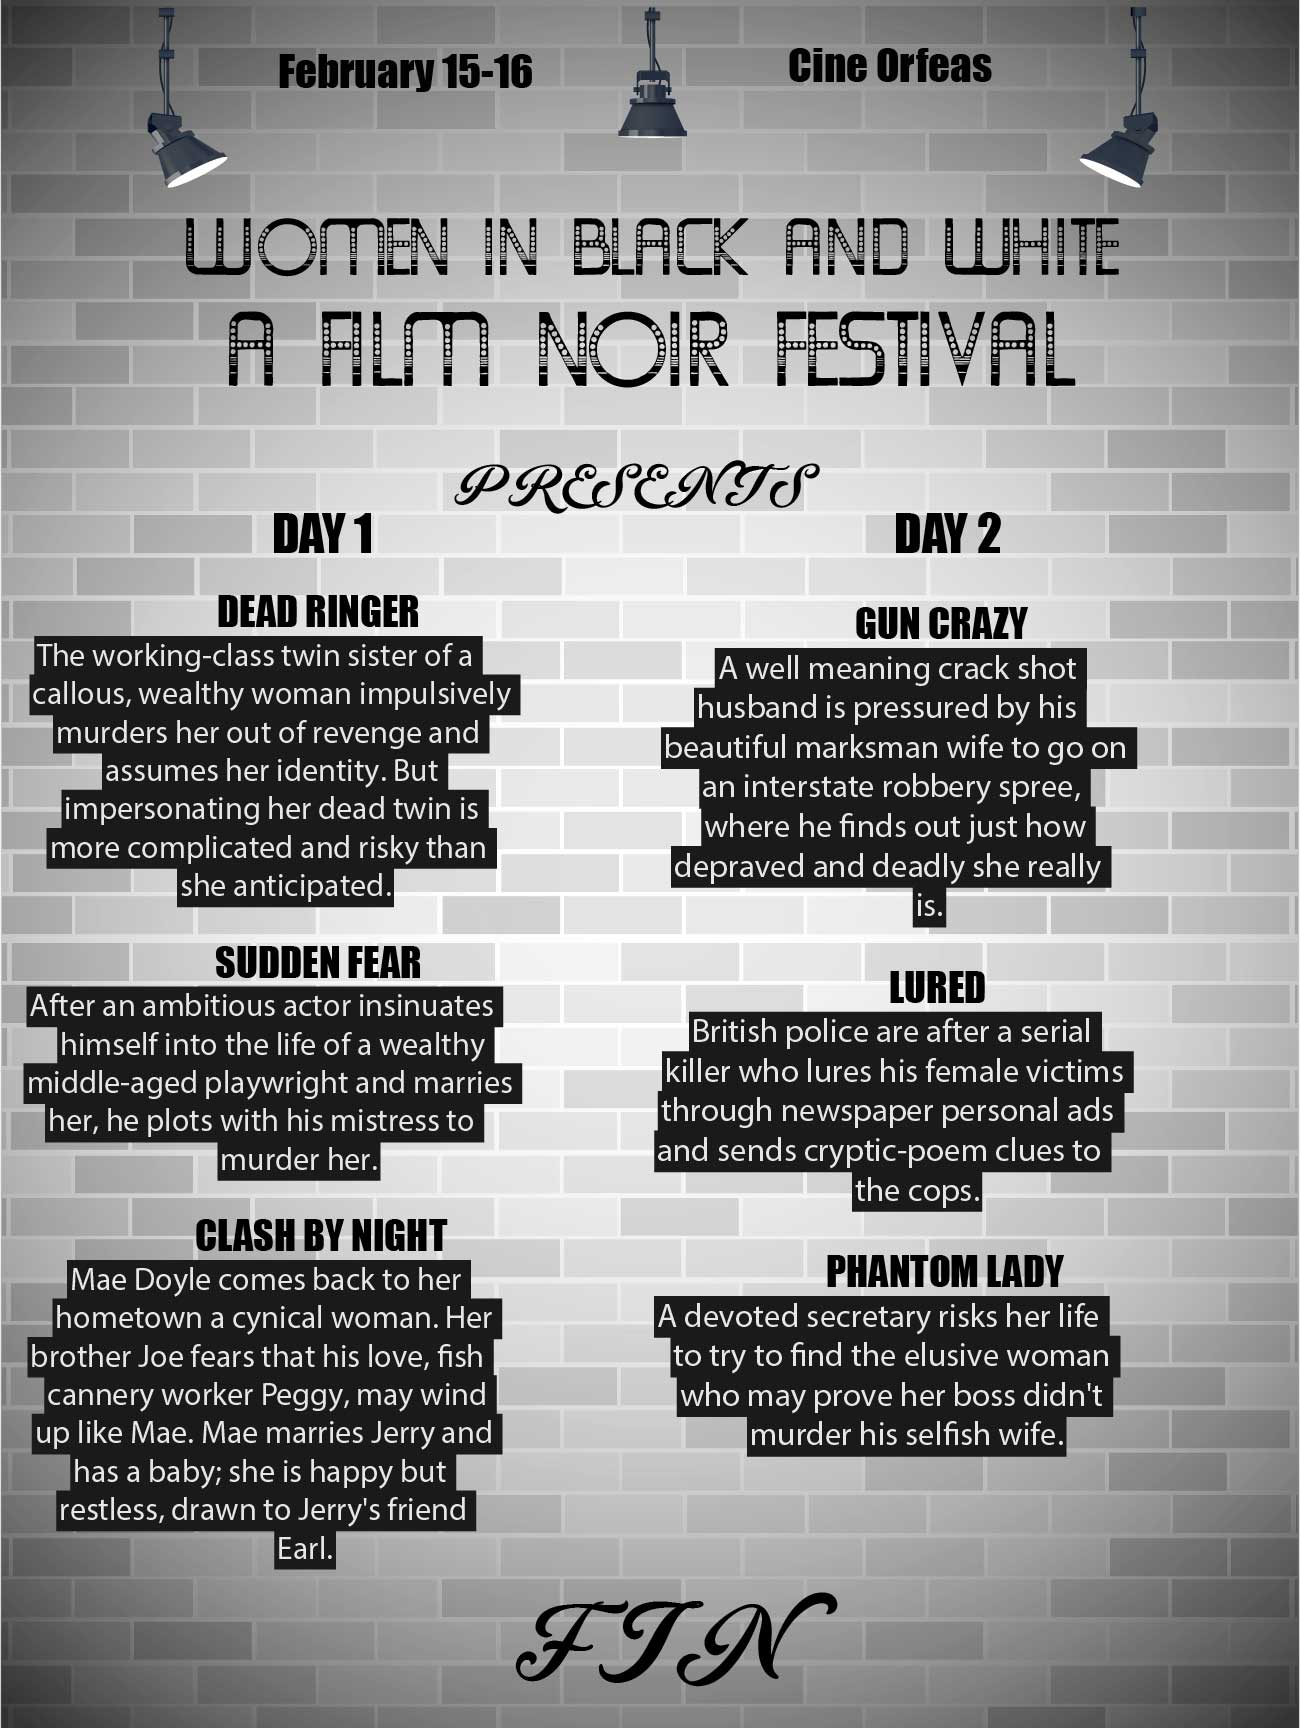 February 15-16
Cine Orfeas
WOMEN IN BLACK AND WHITE
A FILM NOIR FESTIVAL
PRESENTS
DAY 1
DEAD RINGER
The working-class twin sister of a
callous, wealthy woman impulsively
murders her out of revenge and
assumes her identity. But
impersonating her dead twin is
more complicated and risky than
she anticipated.
SUDDEN FEAR
After an ambitious actor insinuates
himself into the life of a wealthy
middle-aged playwright and marries
her, he plots with his mistress to
murder her.
CLASH BY NIGHT
Mae Doyle comes back to her
hometown a cynical woman. Her
brother Joe fears that his love, fish
cannery worker Peggy, may wind
up like Mae. Mae marries Jerry and
has a baby; she is happy but
restless, drawn to Jerry's friend
Earl.
DAY 2
GUN CRAZY
A well meaning crack shot
husband is pressured by his
beautiful marksman wife to go on
an interstate robbery spree,
where he finds out just how
depraved and deadly she really
is.
LURED
British police are after a serial
killer who lures his female victims
through newspaper personal ads
and sends cryptic-poem clues to
the cops.
PHANTOM LADY
A devoted secretary risks her life
to try to find the elusive woman
who may prove her boss didn't
murder his selfish wife.
FIN